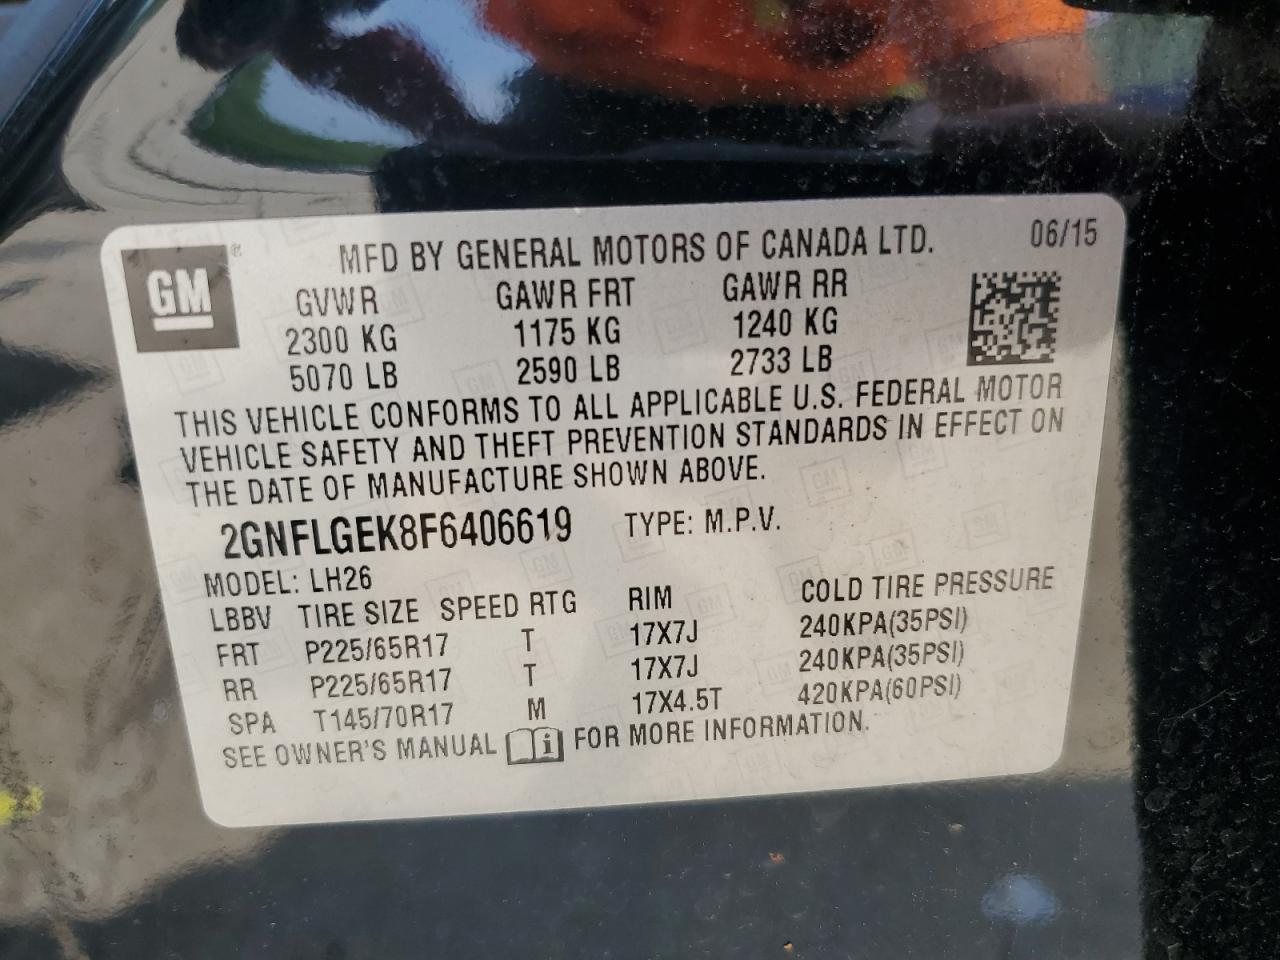 GM® MFD BY GENERAL MOTORS OF CANADA LTD. 06/15
GVWR GAWR FRT GAWR RR
2300 KG 1175 KG 1240 KG
5070 LB 2590 LB 2733 LB
THIS VEHICLE CONFORMS TO ALL APPLICABLE U.S. FEDERAL MOTOR
VEHICLE SAFETY AND THEFT PREVENTION STANDARDS IN EFFECT ON
THE DATE OF MANUFACTURE SHOWN ABOVE.
2GNFLGEK8F6406619 TYPE: M.P.V.
MODEL: LH26
LBBV TIRE SIZE SPEED RTG RIM COLD TIRE PRESSURE
FRT P225/65R17 T 17X7J 240KPA(35PSI)
RR P225/65R17 T 17X7J 240KPA(35PSI)
SPA T145/70R17 M 17X4.5T 420KPA(60PSI)
SEE OWNER'S MANUAL i FOR MORE INFORMATION.